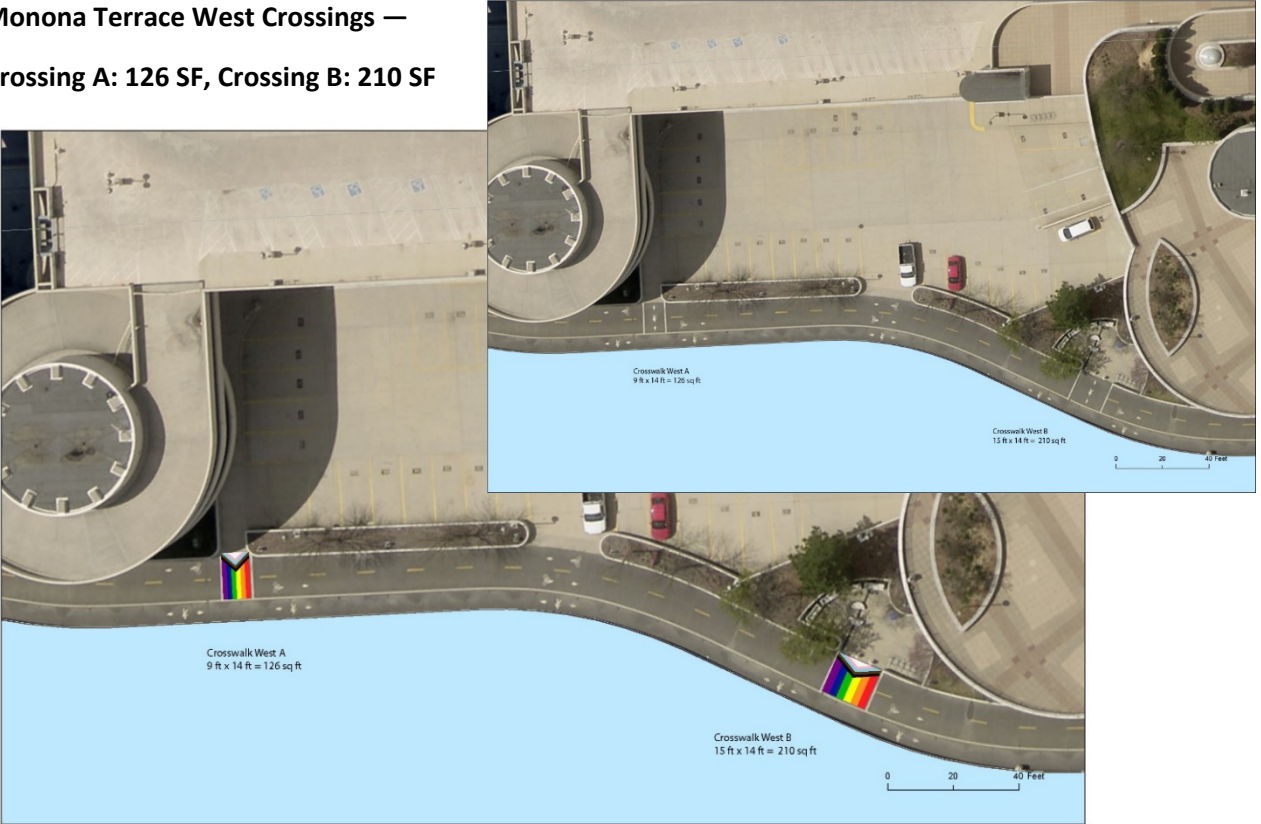 Monona Terrace West Crossings —
rossing A: 126 SF, Crossing B: 210 SF
Crosswalk West A
9 ft x 14 ft = 126 sq ft
Crosswalk West B
15 ft x 14 ft = 210 sq ft
0 20 40 Feet
Crosswalk West A
9 ft x 14 ft = 126 sq ft
Crosswalk West B
15 ft x 14 ft = 210 sq ft
0 20 40 Feet